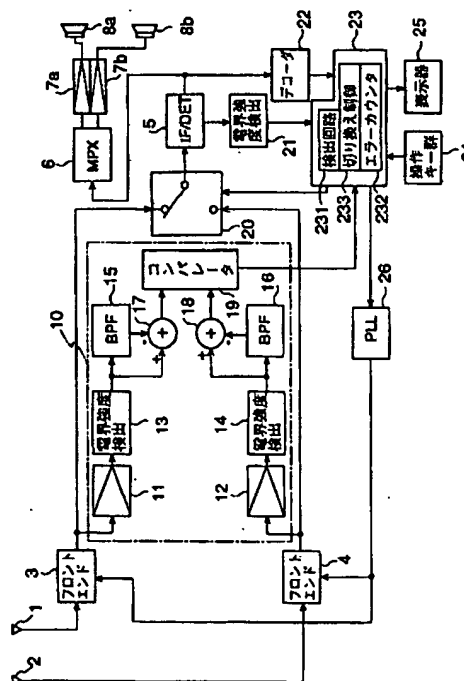 1
2
フロント
エンド
3
フロント
エンド
4
10
11
12
電界強度
検出
13
電界強度
検出
14
BPF
15
BPF
16
17
+
+
-
18
+
+
-
コンパレータ
19
20
IF/DET
5
MPX
6
7a
7b
8a
8b
電界強
度検出
21
デコーダ
22
23
検出回路
231
切り換え制御
233
エラーカウンタ
232
操作
キー群
表示器
25
PLL
26